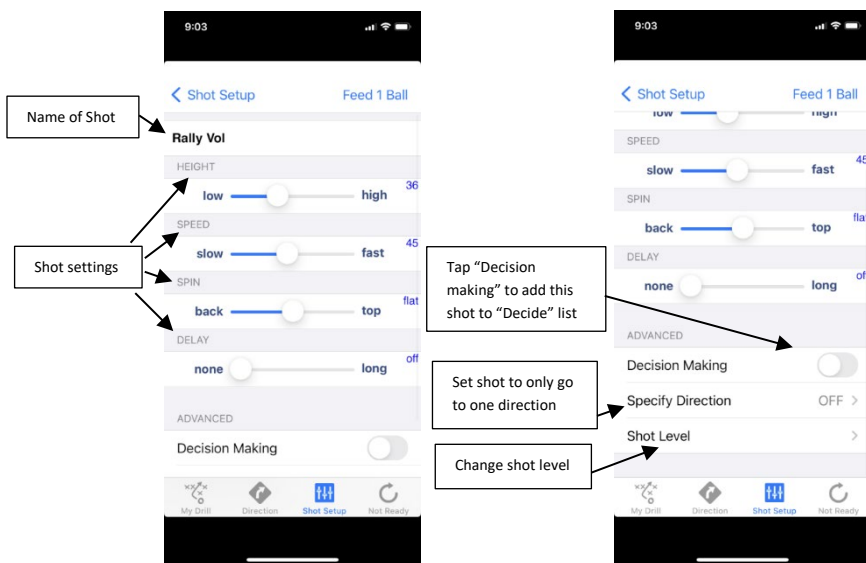 9:03
Shot Setup
Feed 1 Ball
Name of Shot
Rally Vol
HEIGHT
36
low
high
SPEED
45
slow
fast
Shot settings
SPIN
flat
back
top
DELAY
off
none
long
ADVANCED
Decision Making
My Drill
Direction
Shot Setup
Not Ready
9:03
Shot Setup
Feed 1 Ball
low
high
SPEED
45
slow
fast
SPIN
back
top
DELAY
none
long
Tap “Decision
making” to add this
shot to “Decide” list
ADVANCED
Decision Making
Set shot to only go
to one direction
Specify Direction
OFF
Shot Level
Change shot level
My Drill
Direction
Shot Setup
Not Ready